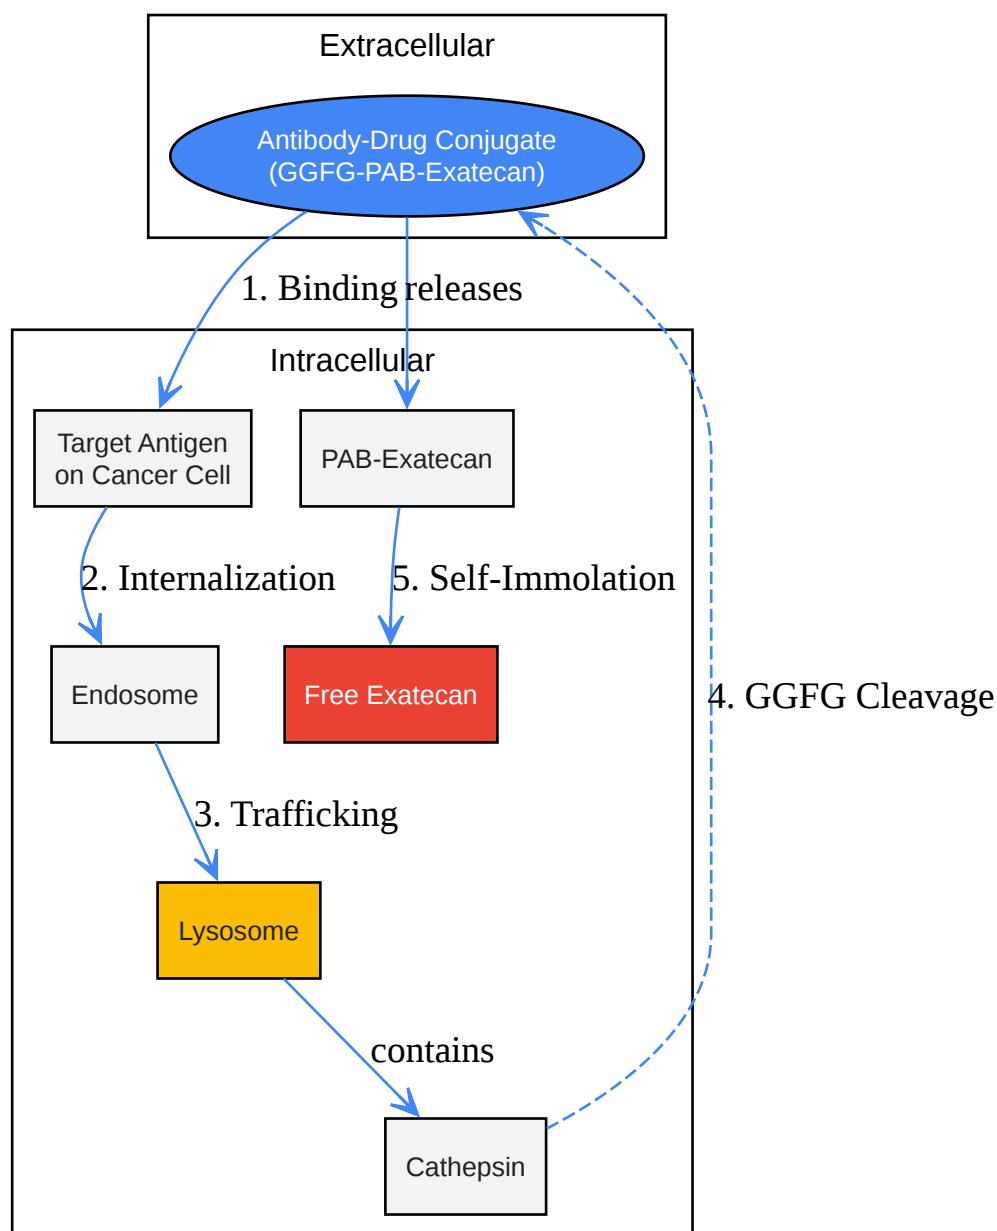 Extracellular
Antibody-Drug Conjugate
(GGFG-PAB-Exatecan)
1. Binding
releases
Intracellular
Target Antigen
on Cancer Cell
PAB-Exatecan
2. Internalization
5. Self-Immolation
Endosome
Free Exatecan
4. GGFG Cleavage
3. Trafficking
Lysosome
contains
Cathepsin